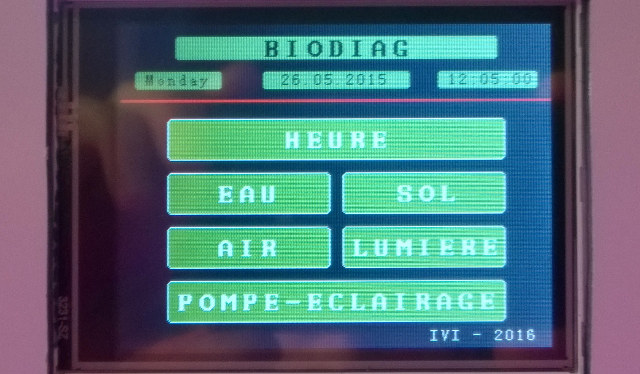 BIODIAG
Monday 26.05.2015 12:05:00
HEURE
EAU SOL
AIR LUMIERE
POMPE-ECLAIRAGE
IVI - 2016